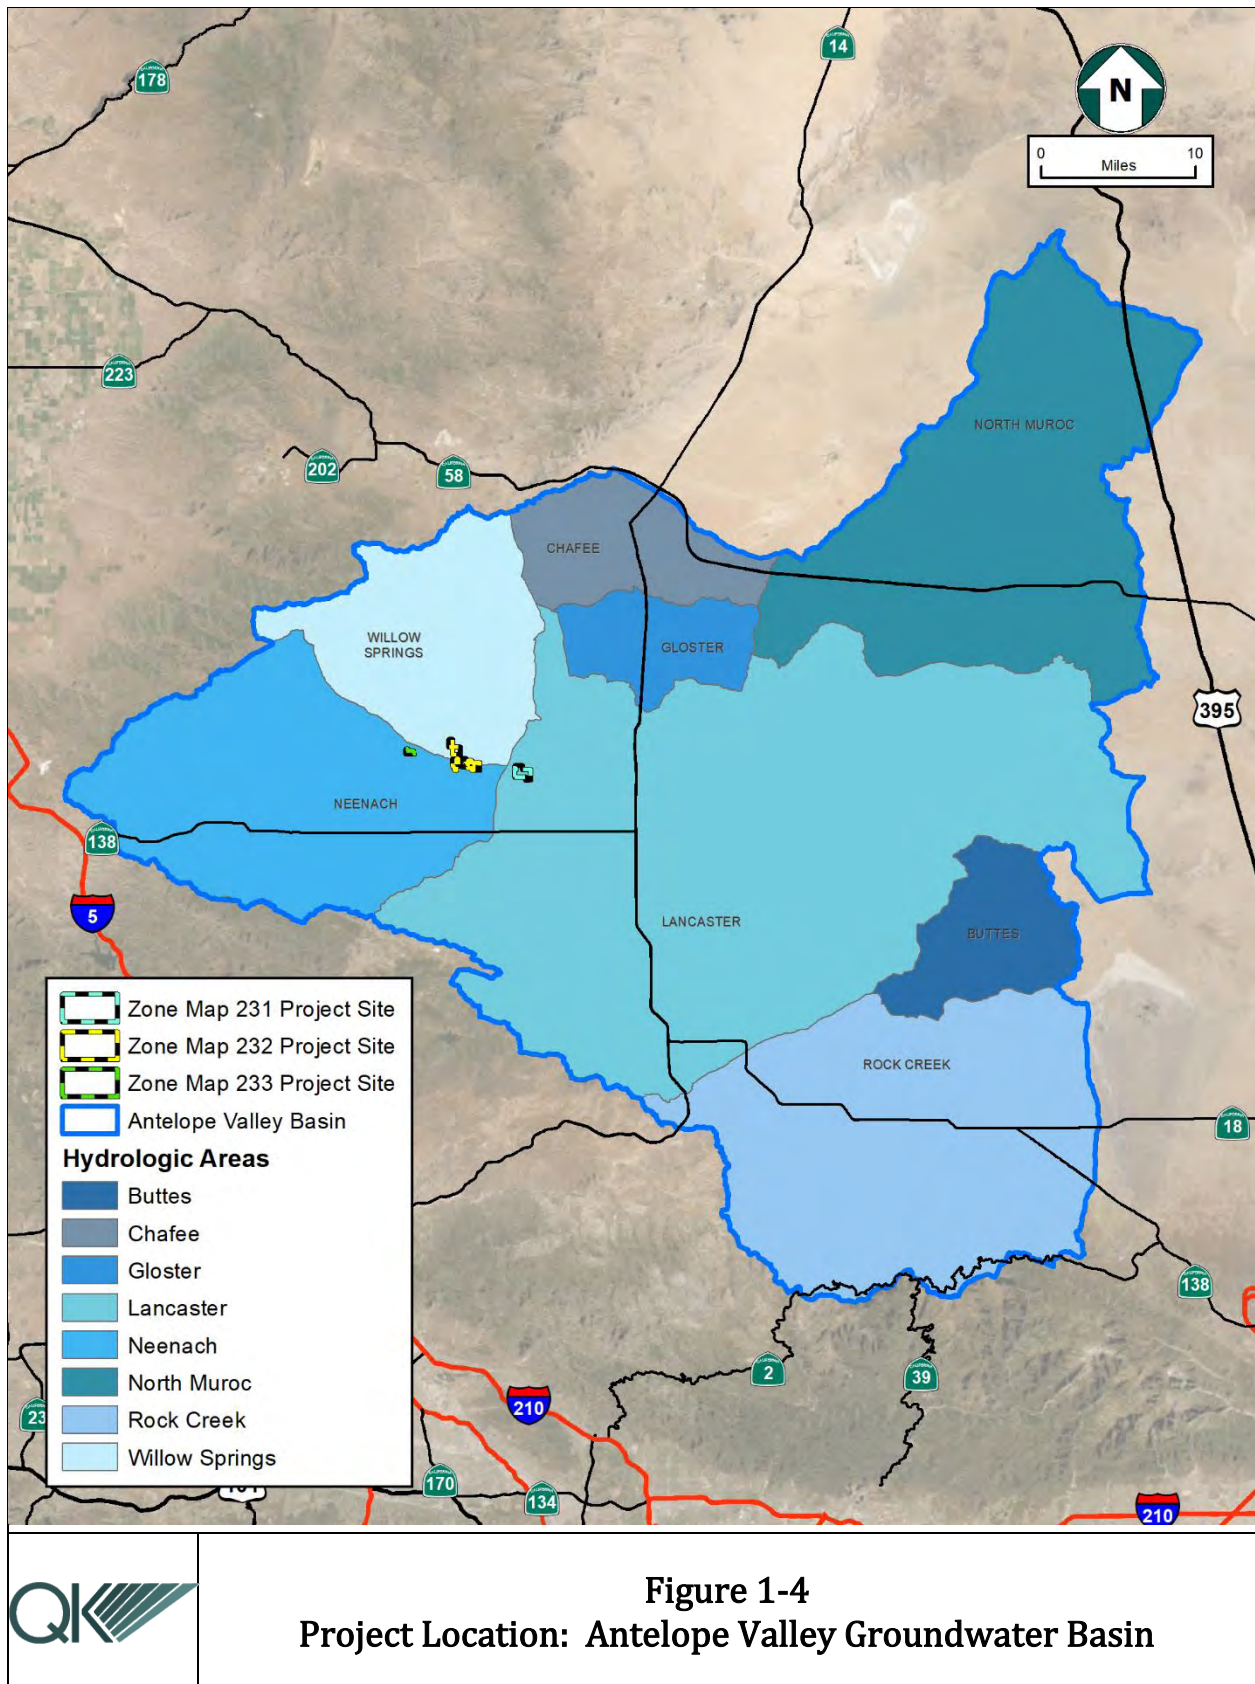 14
178
N
0 10
Miles
223
NORTH MUROC
202
58
CHAFEE
WILLOW
SPRINGS
GLOSTER
395
NEENACH
138
5
LANCASTER
BUTTES
ROCK CREEK
18
138
2
39
210
23
170
134
210
Zone Map 231 Project Site
Zone Map 232 Project Site
Zone Map 233 Project Site
Antelope Valley Basin
Hydrologic Areas
Buttes
Chafee
Gloster
Lancaster
Neenach
North Muroc
Rock Creek
Willow Springs
QK
Figure 1-4
Project Location: Antelope Valley Groundwater Basin